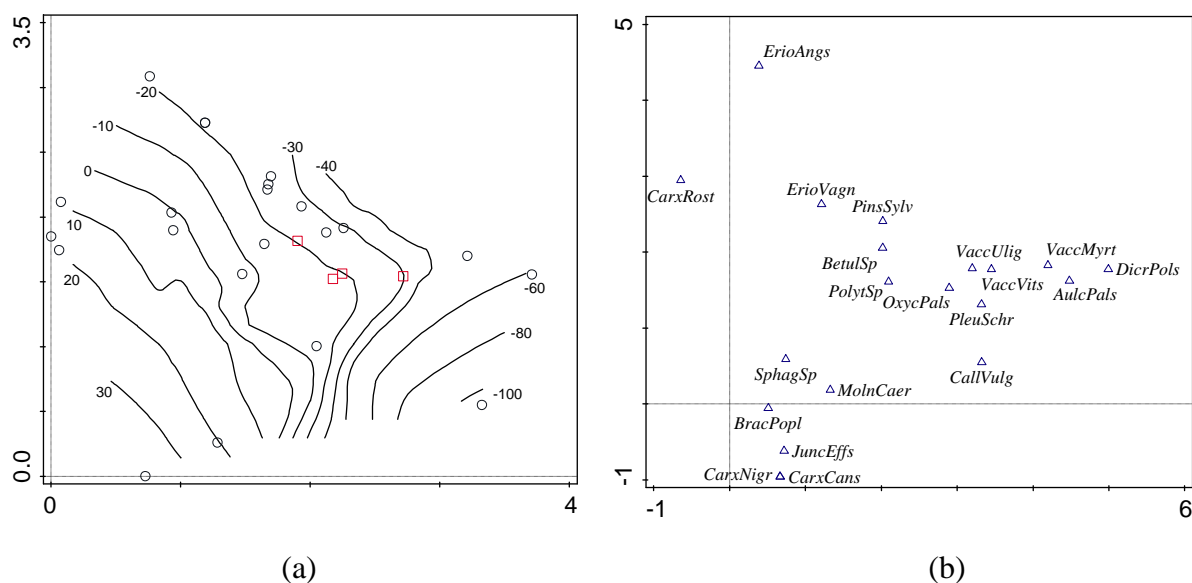 3.5
-20
-10
0
10
20
30
-30
-40
-60
-80
-100
0.0
0
4
(a)
5
ErioAngs
CarxRost
ErioVagn
PinsSylv
BetulSp
PolytSp
OxycPals
VaccUlig
VaccVits
VaccMyrt
DicrPols
AulcPals
PleuSchr
SphagSp
MolnCaer
CallVulg
BracPopl
JuncEffs
CarxNigr
CarxCans
-1
-1
6
(b)